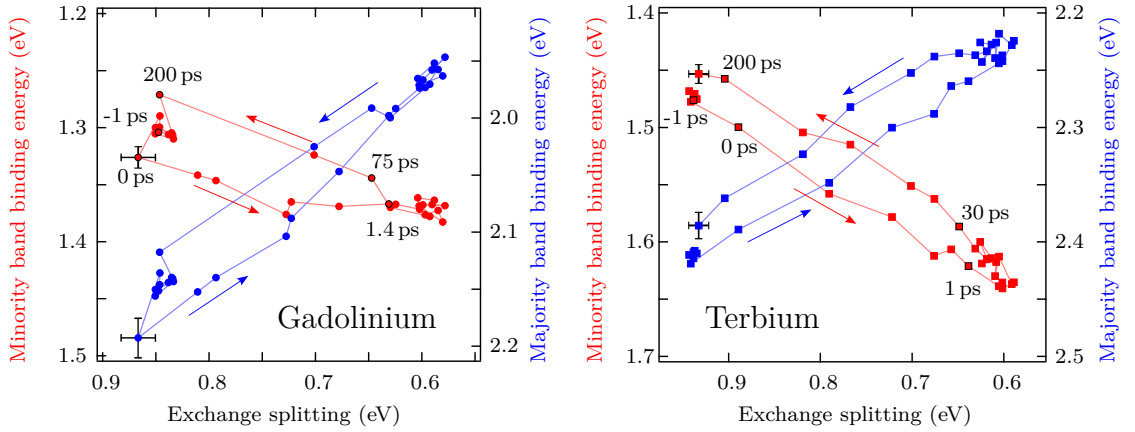 Minority band binding energy (eV)
1.2
1.3
1.4
1.5
200 ps
-1 ps
0 ps
75 ps
1.4 ps
Gadolinium
2.0
2.1
2.2
Majority band binding energy (eV)
0.9
0.8
0.7
0.6
Exchange splitting (eV)
Minority band binding energy (eV)
1.4
1.5
1.6
1.7
200 ps
-1 ps
0 ps
30 ps
1 ps
Terbium
2.2
2.3
2.4
2.5
Majority band binding energy (eV)
0.9
0.8
0.7
0.6
Exchange splitting (eV)